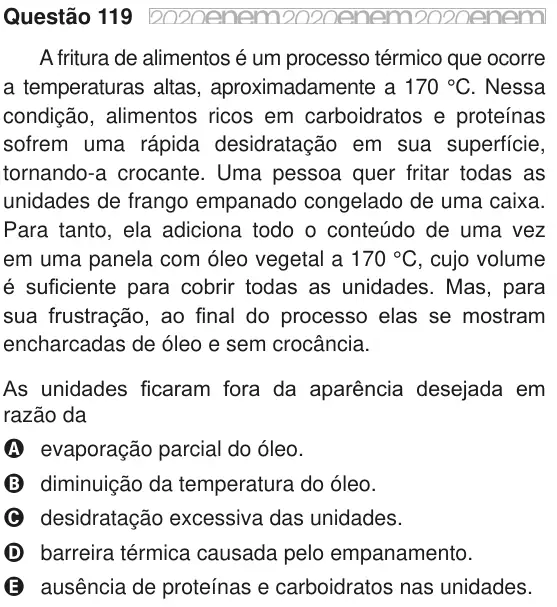 Questão 119 2020enem2020enem2020enem
A fritura de alimentos é um processo térmico que ocorre
a temperaturas altas, aproximadamente a 170 °C. Nessa
condição, alimentos ricos em carboidratos e proteínas
sofrem uma rápida desidratação em sua superfície,
tornando-a crocante. Uma pessoa quer fritar todas as
unidades de frango empanado congelado de uma caixa.
Para tanto, ela adiciona todo o conteúdo de uma vez
em uma panela com óleo vegetal a 170 °C, cujo volume
é suficiente para cobrir todas as unidades. Mas, para
sua frustração, ao final do processo elas se mostram
encharcadas de óleo e sem crocância.
As unidades ficaram fora da aparência desejada em
razão da
A evaporação parcial do óleo.
B diminuição da temperatura do óleo.
C desidratação excessiva das unidades.
D barreira térmica causada pelo empanamento.
E ausência de proteínas e carboidratos nas unidades.